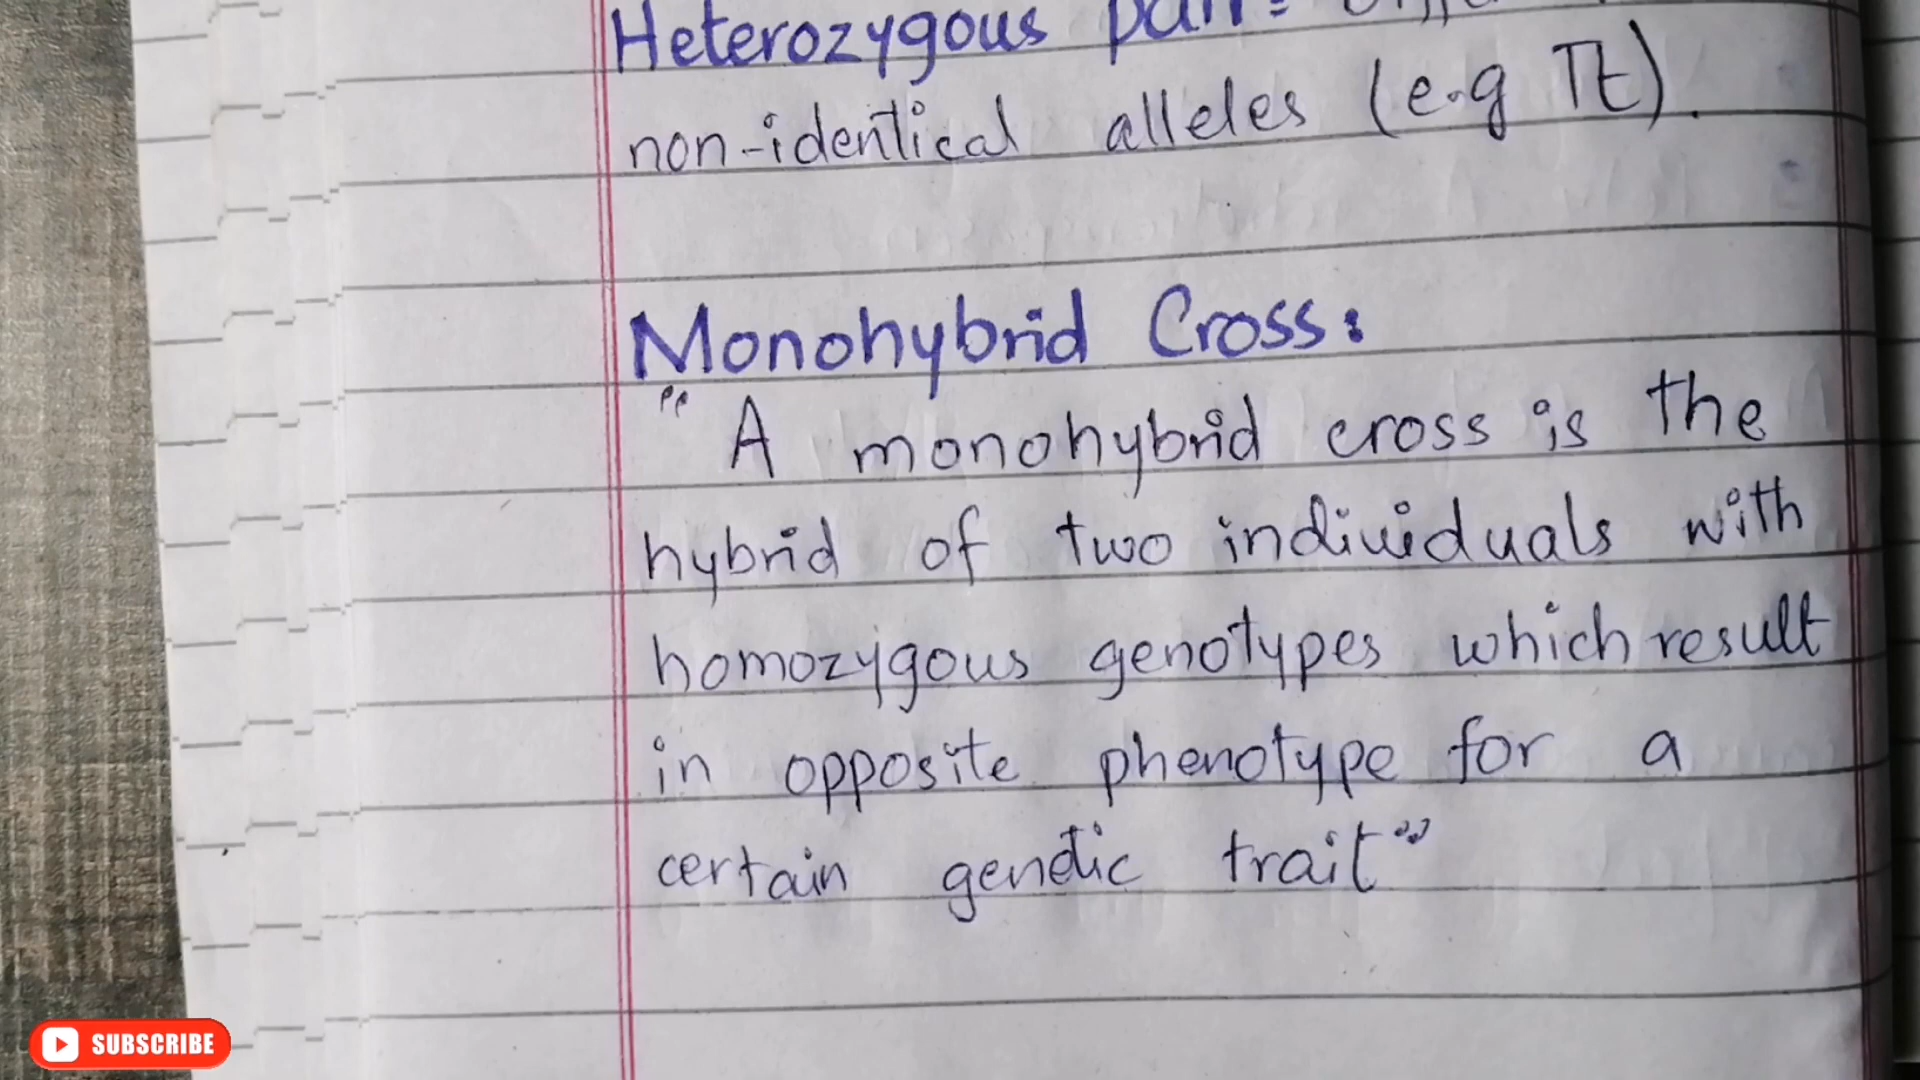 Heterozygous pair:
non-identical alleles (e.g Tt).
Monohybrid Cross:
"A monohybrid cross is the
hybrid of two individuals with
homozygous genotypes which result
in opposite phenotype for a
certain genetic trait"
SUBSCRIBE